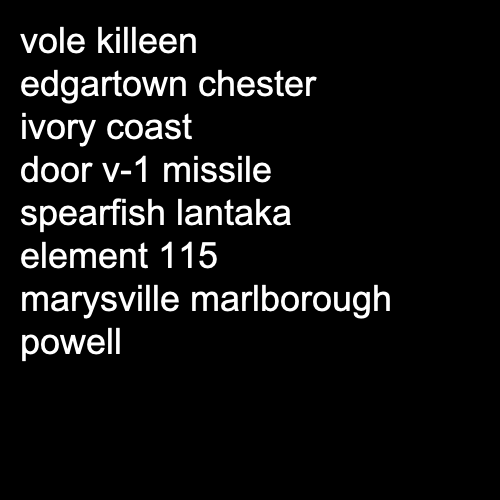 vole killeen
edgartown chester
ivory coast
door v-1 missile
spearfish lantaka
element 115
marysville marlborough
powell